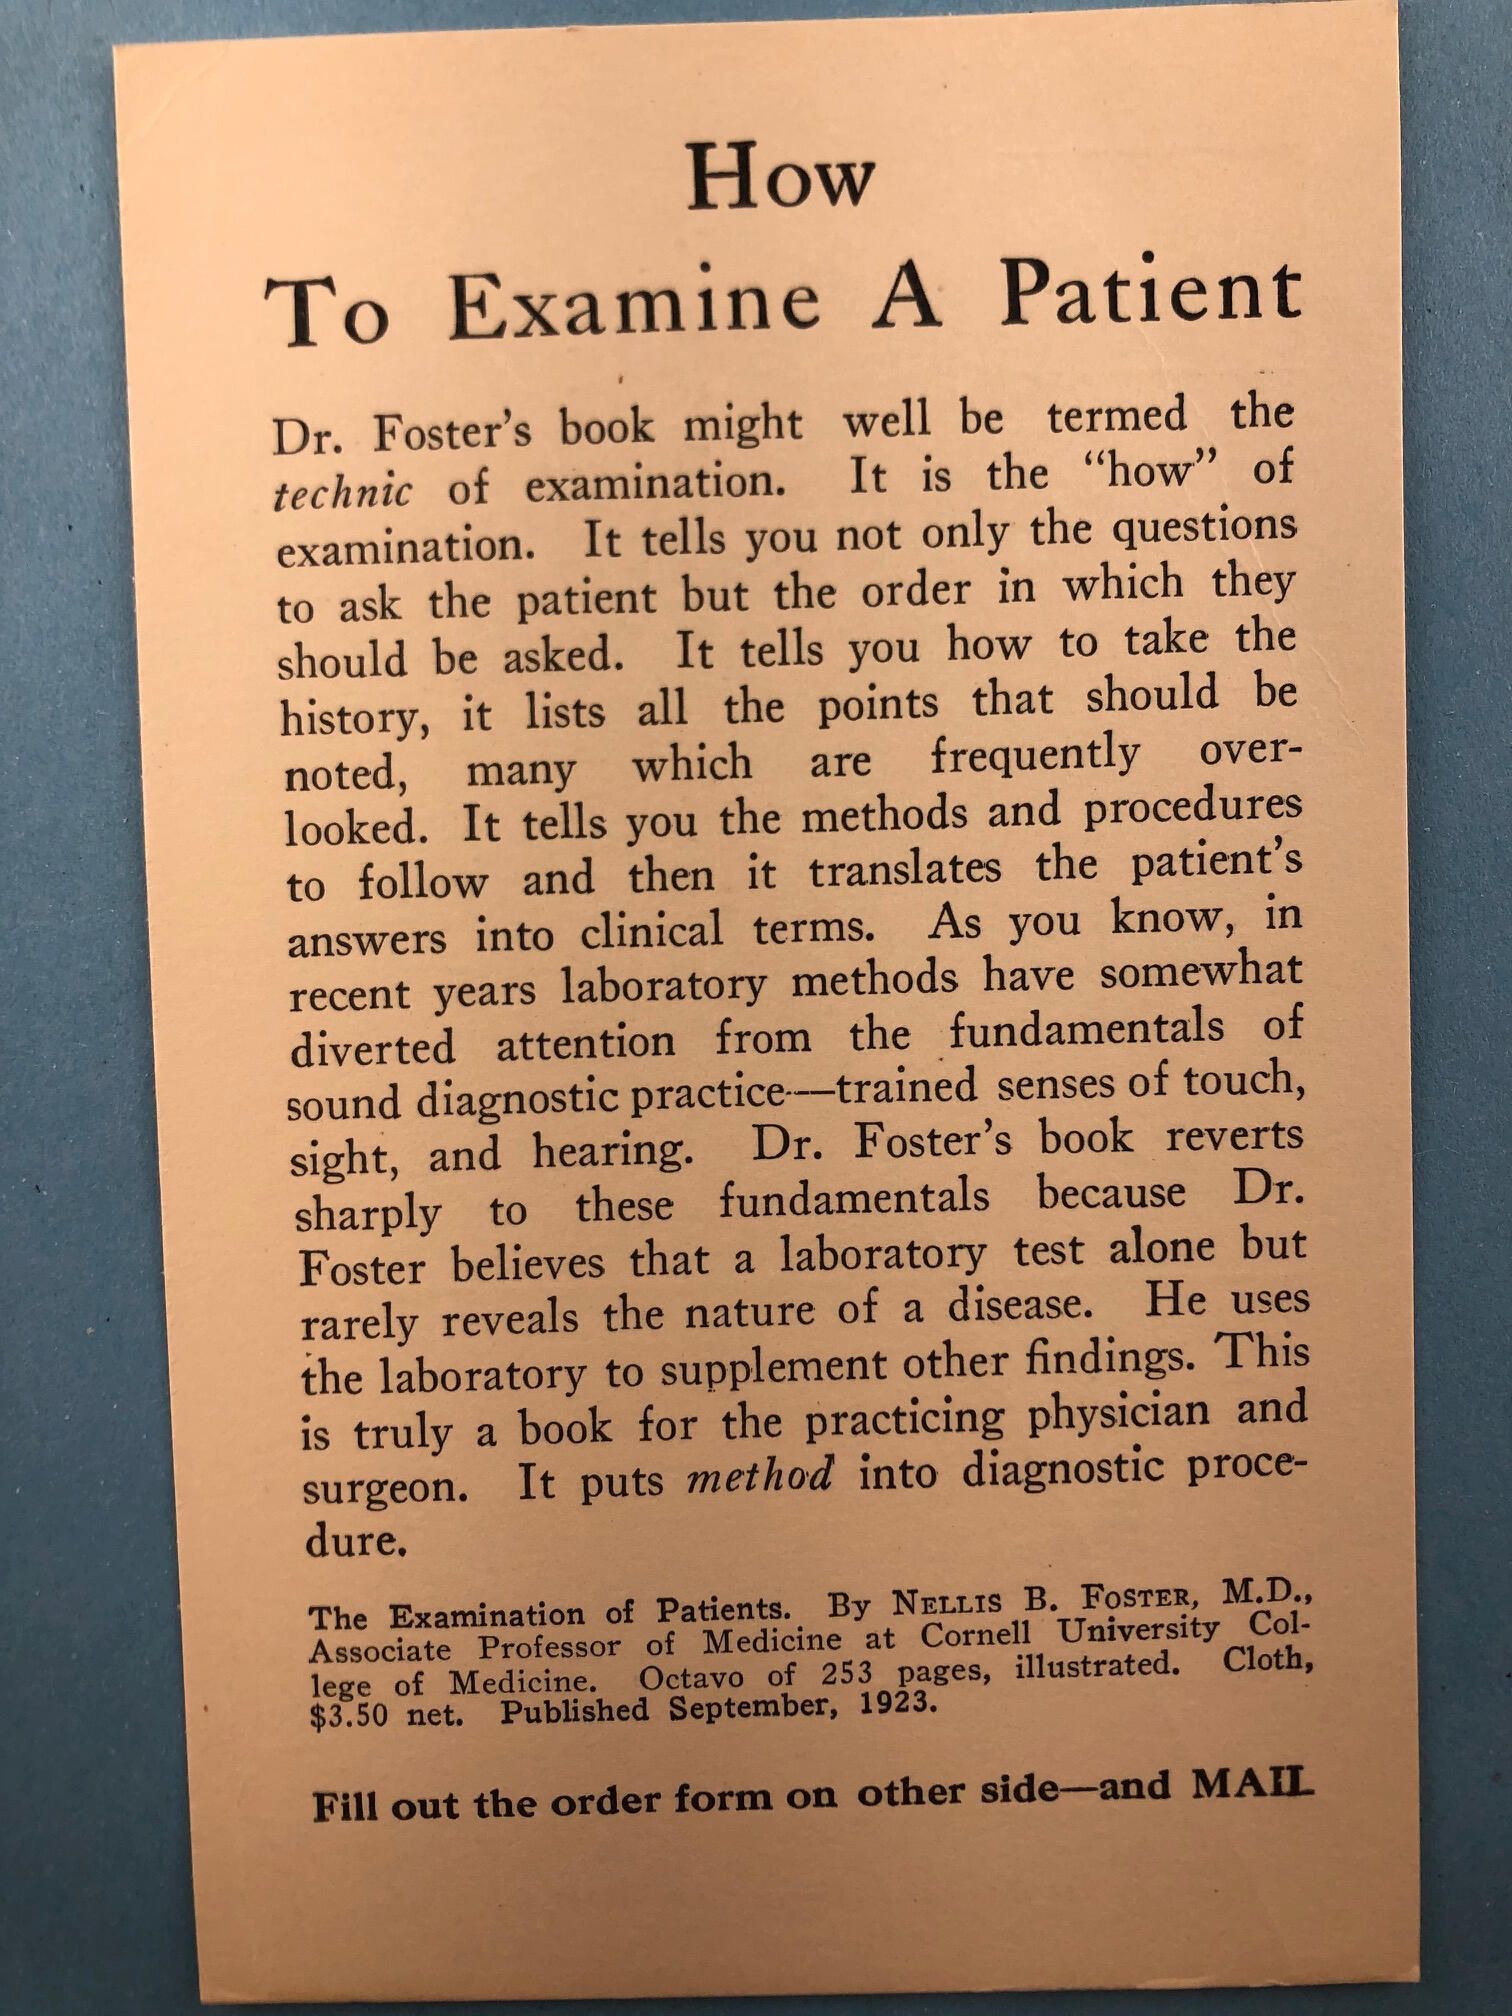 How
To Examine A Patient
Dr. Foster's book might well be termed the
technic of examination. It is the "how" of
examination. It tells you not only the questions
to ask the patient but the order in which they
should be asked. It tells you how to take the
history, it lists all the points that should be
noted, many which are frequently over-
looked. It tells you the methods and procedures
to follow and then it translates the patient's
answers into clinical terms. As you know, in
recent years laboratory methods have somewhat
diverted attention from the fundamentals of
sound diagnostic practice—trained senses of touch,
sight, and hearing. Dr. Foster's book reverts
sharply to these fundamentals because Dr.
Foster believes that a laboratory test alone but
rarely reveals the nature of a disease. He uses
the laboratory to supplement other findings. This
is truly a book for the practicing physician and
surgeon. It puts method into diagnostic proce-
dure.
The Examination of Patients. By NELLIS B. FOSTER, M.D.,
Associate Professor of Medicine at Cornell University Col-
lege of Medicine. Octavo of 253 pages, illustrated. Cloth,
$3.50 net. Published September, 1923.
Fill out the order form on other side—and MAIL